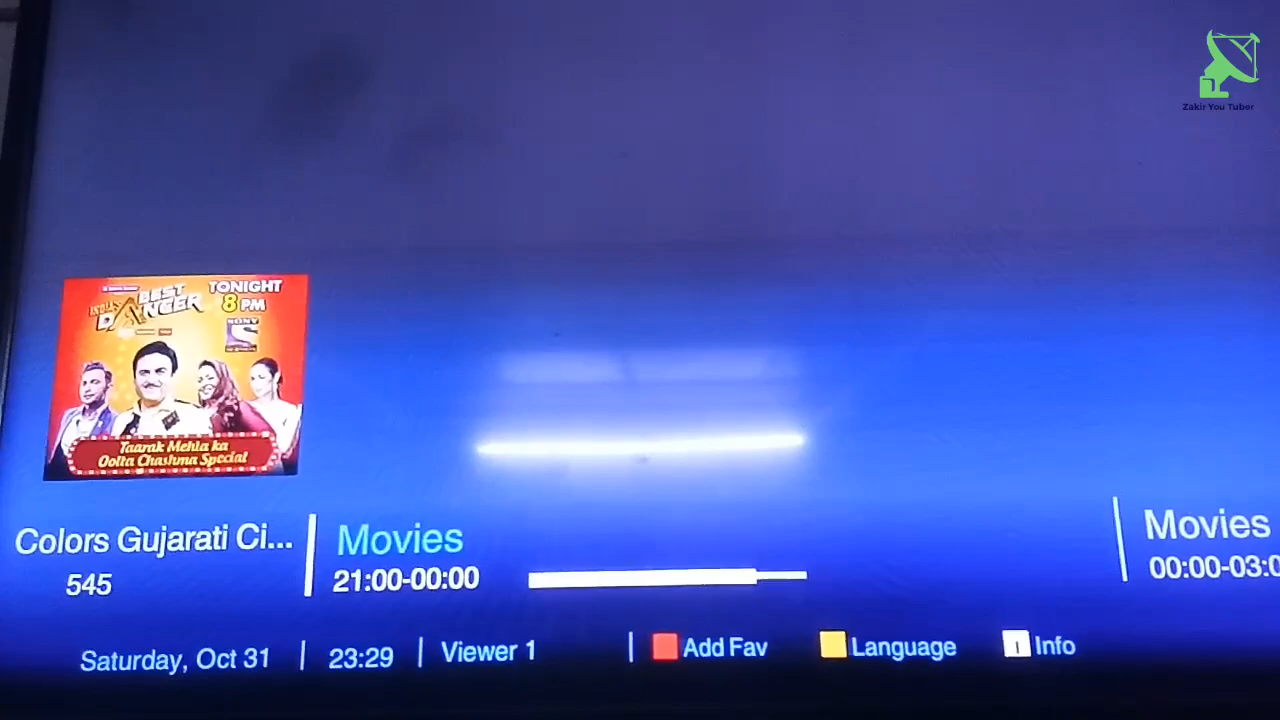 Zakir You Tuber
TONIGHT
8 PM
BEST
DANCER
SONY
Taarak Mehta ka
Oolta Chashma Special
Colors Gujarati Ci...
545
Movies
21:00-00:00
Movies
00:00-03:0
Saturday, Oct 31
23:29
Viewer 1
Add Fav
Language
i Info